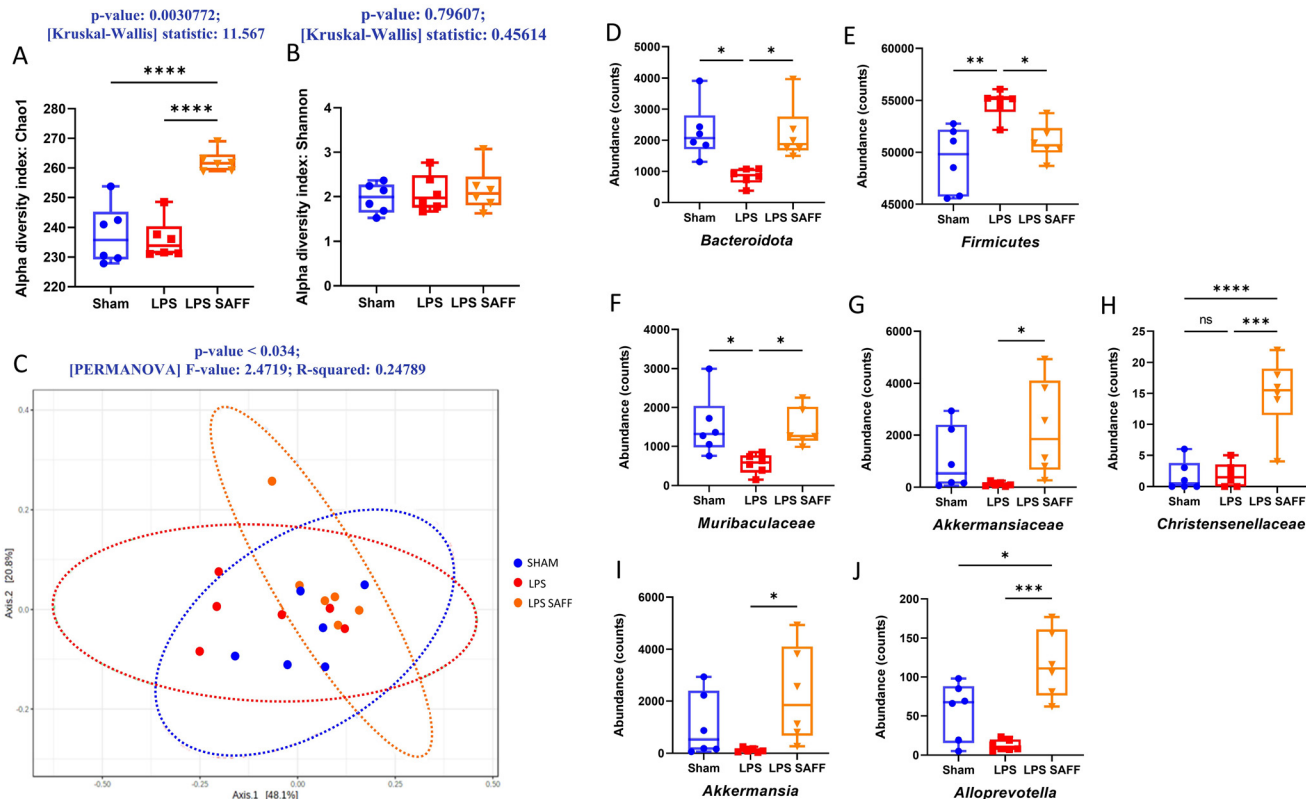 p-value: 0.0030772;
[Kruskal-Wallis] statistic: 11.567
A
****
****
Alpha diversity index: Chao1
280
270
260
250
240
230
220
Sham LPS LPS SAFF
p-value: 0.79607;
[Kruskal-Wallis] statistic: 0.45614
B
Alpha diversity index: Shannon
4
3
2
1
0
Sham LPS LPS SAFF
C
p-value < 0.034;
[PERMANOVA] F-value: 2.4719; R-squared: 0.24789
Axis.2 [20.8%]
0.4
0.2
0.0
-0.2
-0.50 -0.25 0.00 0.25 0.50
Axis.1 [48.1%]
SHAM
LPS
LPS SAFF
D
* *
Abundance (counts)
5000
4000
3000
2000
1000
0
Sham LPS LPS SAFF
Bacteroidota
E
** *
Abundance (counts)
60000
55000
50000
45000
Sham LPS LPS SAFF
Firmicutes
F
* *
Abundance (counts)
4000
3000
2000
1000
0
Sham LPS LPS SAFF
Muribaculaceae
G
*
Abundance (counts)
6000
4000
2000
0
Sham LPS LPS SAFF
Akkermansiaceae
H
****
ns ***
Abundance (counts)
25
20
15
10
5
0
Sham LPS LPS SAFF
Christensenellaceae
I
*
Abundance (counts)
6000
4000
2000
0
Sham LPS LPS SAFF
Akkermansia
J
*
***
Abundance (counts)
200
150
100
50
0
Sham LPS LPS SAFF
Alloprevotella